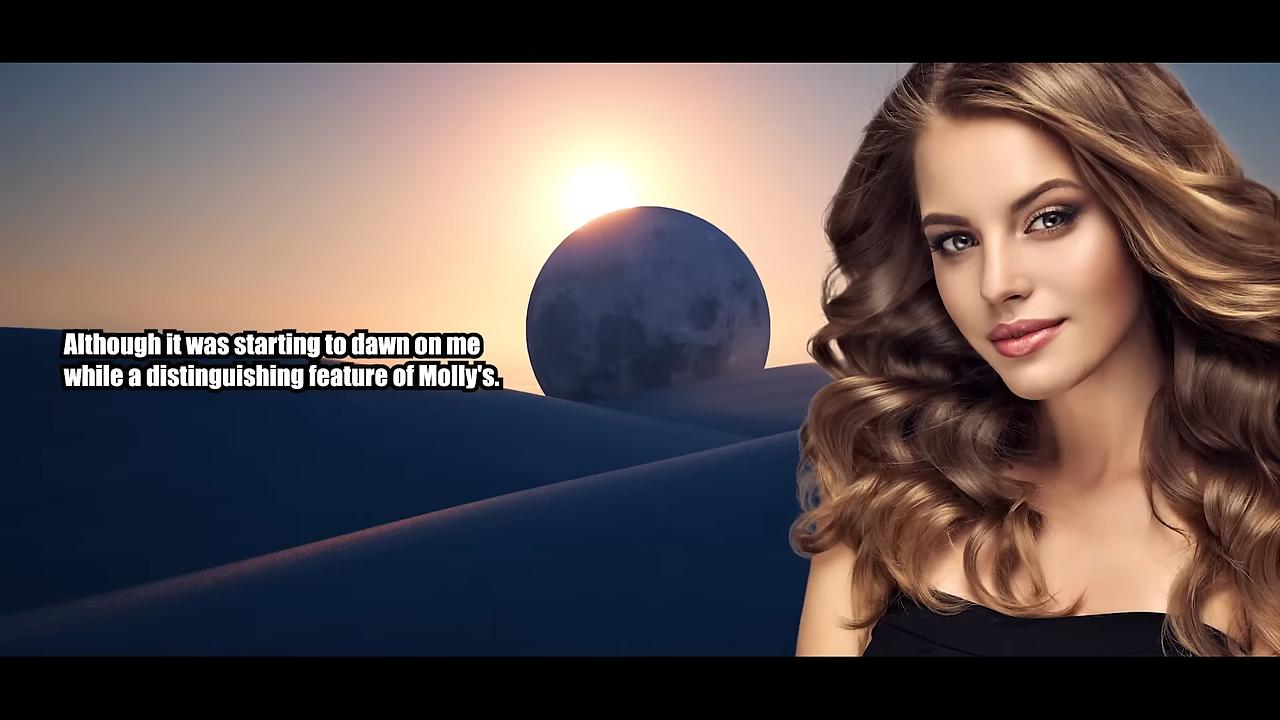 Although it was starting to dawn on me
while a distinguishing feature of Molly's.